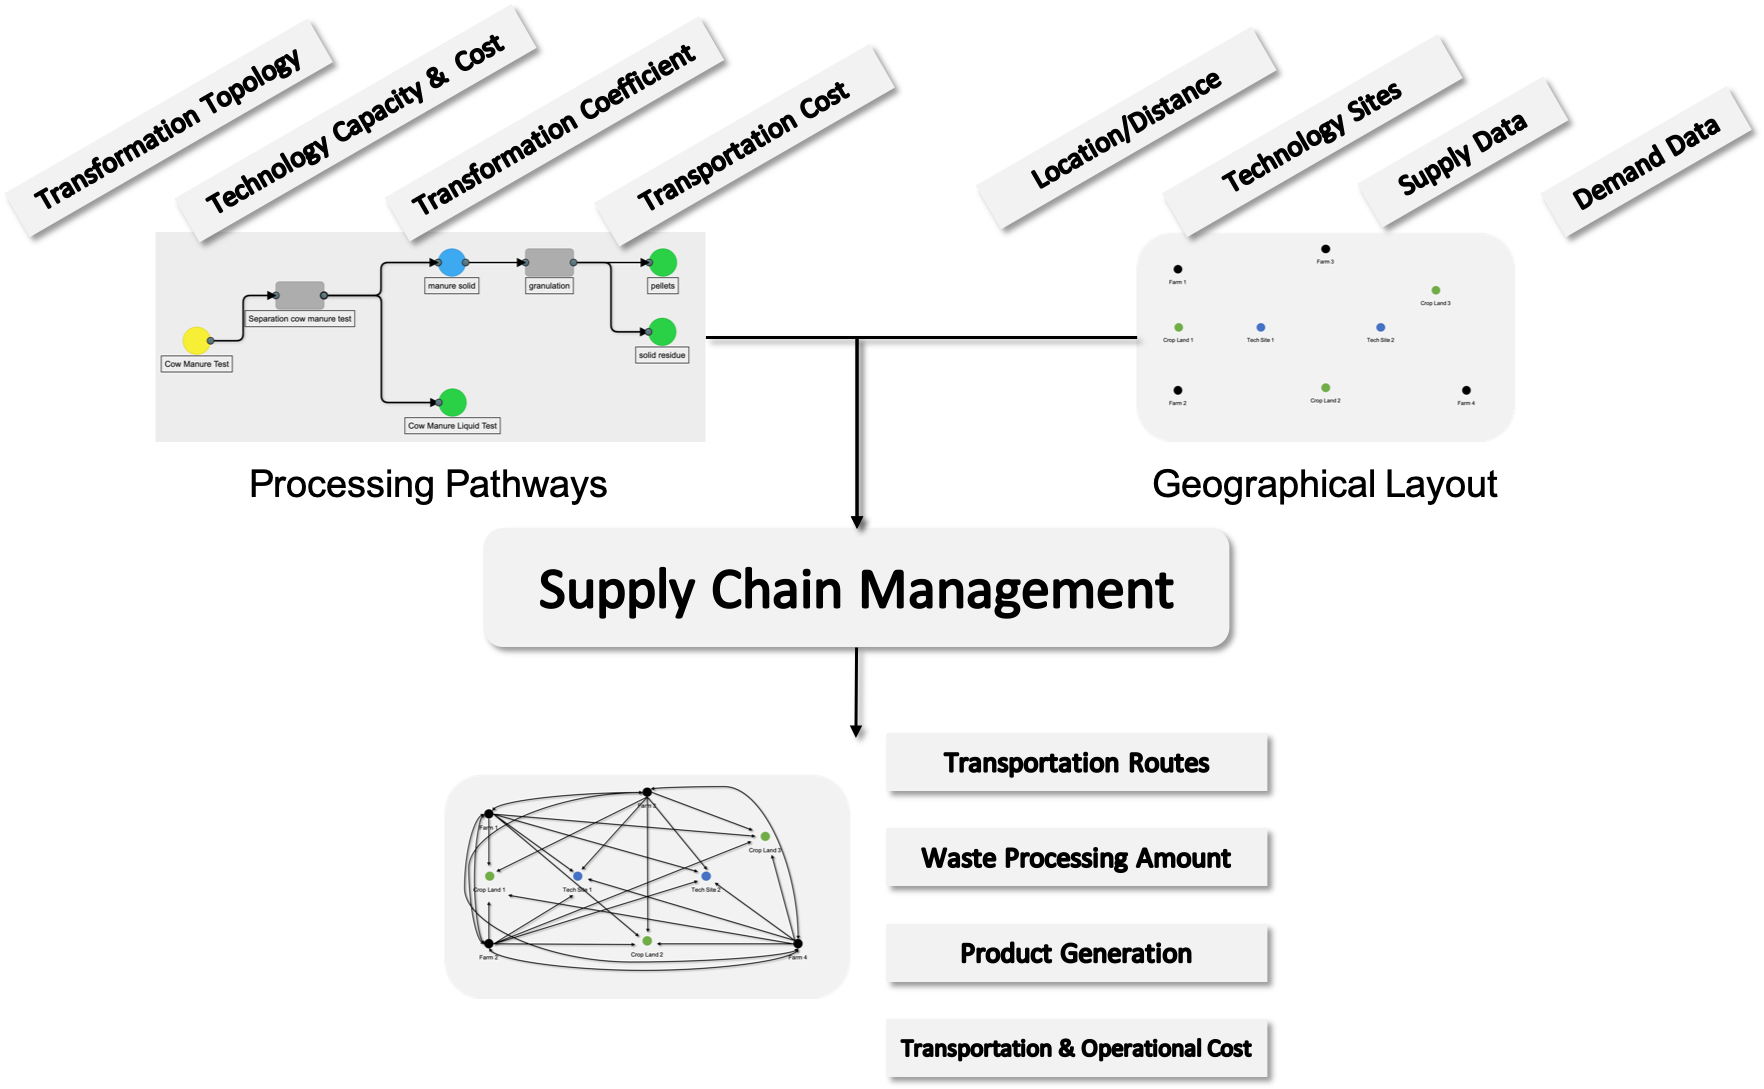 Transformation Topology
Technology Capacity & Cost
Transformation Coefficient
Transportation Cost
Location/Distance
Technology Sites
Supply Data
Demand Data
manure solid
granulation
pellets
Separation cow manure test
Cow Manure Test
solid residue
Cow Manure Liquid Test
Farm 3
Farm 1
Crop Land 3
Crop Land 1
Tech Site 1
Tech Site 2
Farm 2
Crop Land 2
Farm 4
Processing Pathways
Geographical Layout
Supply Chain Management
Transportation Routes
Waste Processing Amount
Product Generation
Transportation & Operational Cost
Farm 3
Farm 1
Crop Land 3
Crop Land 1
Tech Site 1
Tech Site 2
Farm 2
Crop Land 2
Farm 4